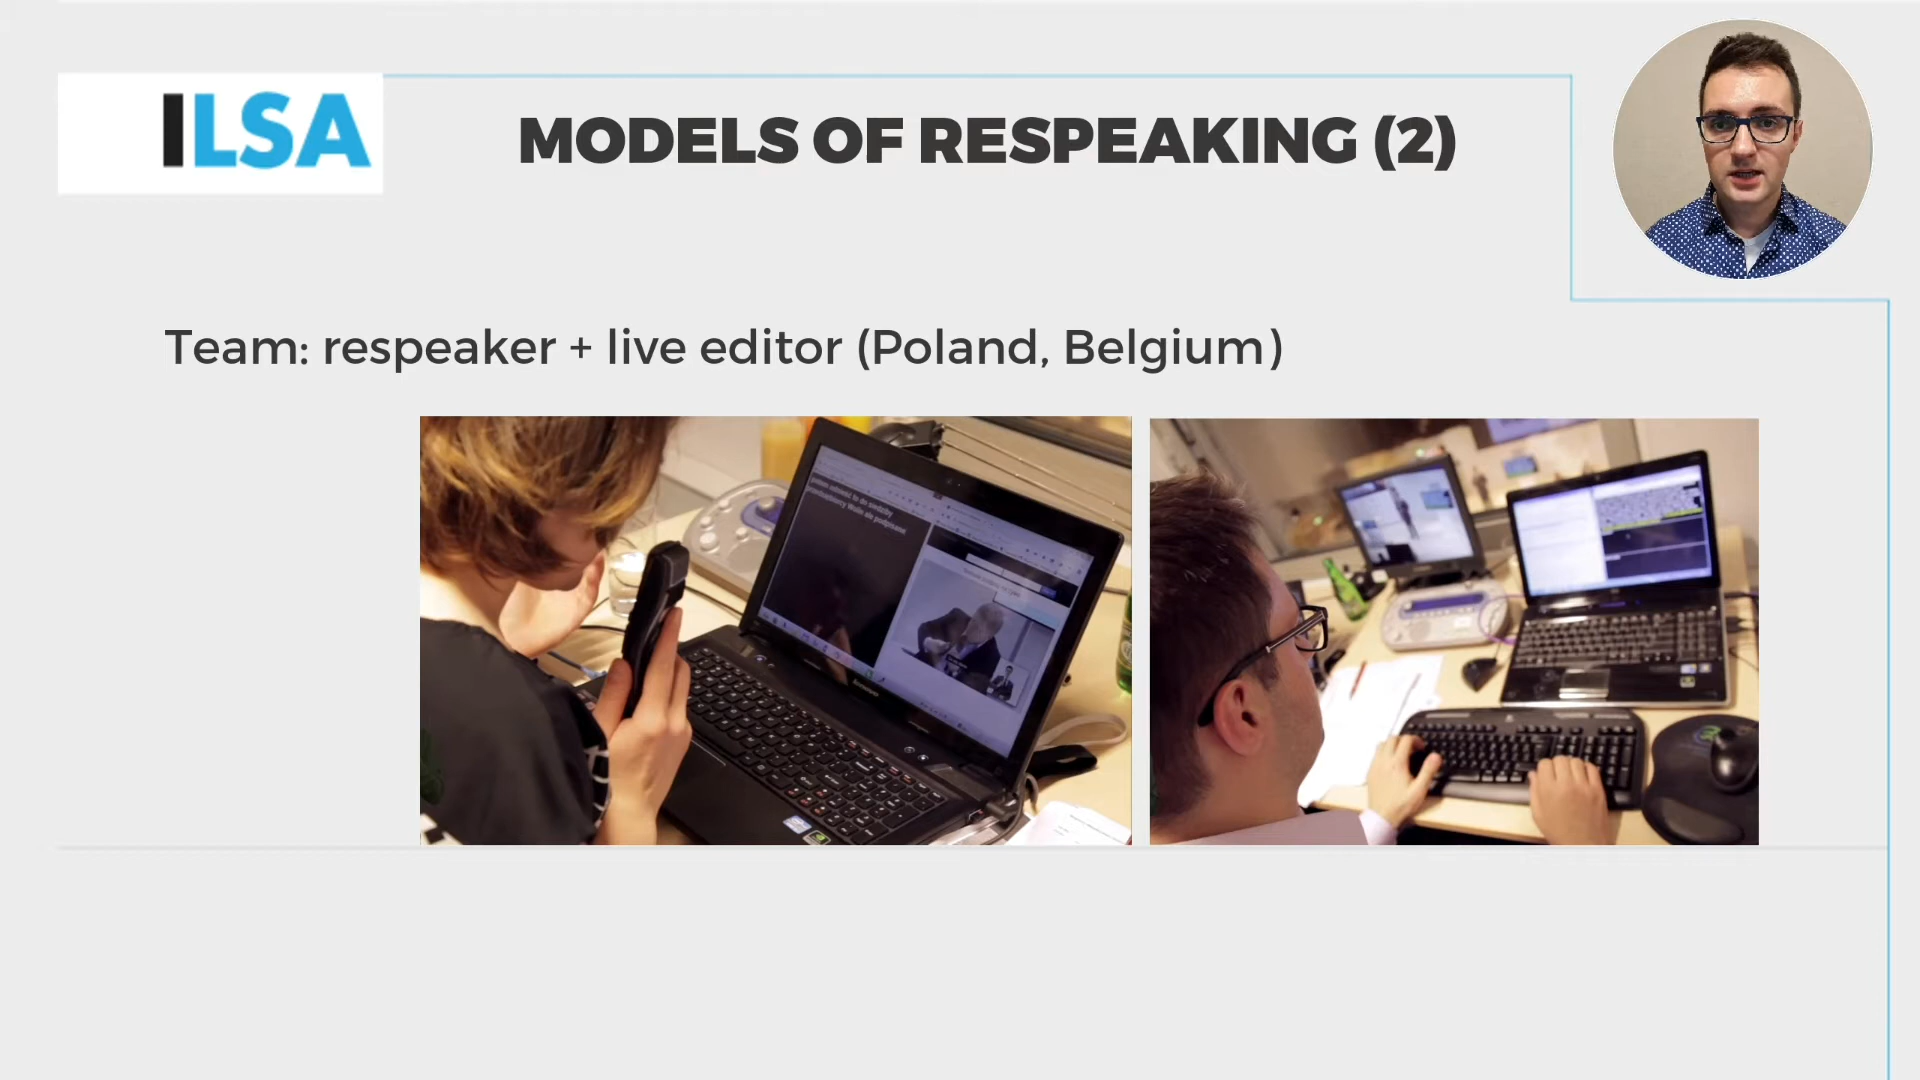 ILSA
MODELS OF RESPEAKING (2)
Team: respeaker + live editor (Poland, Belgium)